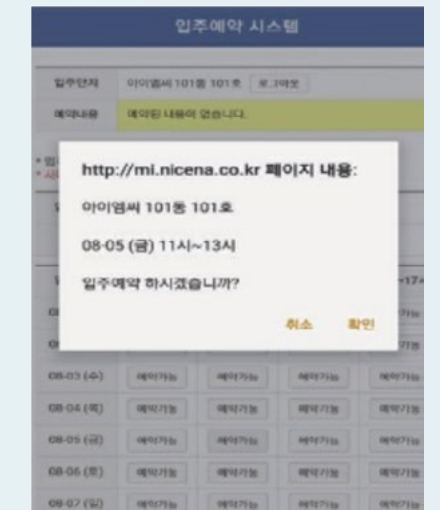 입주예약 시스템
입주단지 아이엠씨 101동 101호 로그아웃
예약내용 예약된 내용이 없습니다.
http://mi.nicena.co.kr 페이지 내용:
아이엠씨 101동 101호
08-05 (금) 11시~13시
입주예약 하시겠습니까?
취소 확인
08-03 (수) 예약가능 예약가능 예약가능 예약가능
08-04 (목) 예약가능 예약가능 예약가능 예약가능
08-05 (금) 예약가능 예약가능 예약가능 예약가능
08-06 (토) 예약가능 예약가능 예약가능 예약가능
08-07 (일) 예약가능 예약가능 예약가능 예약가능